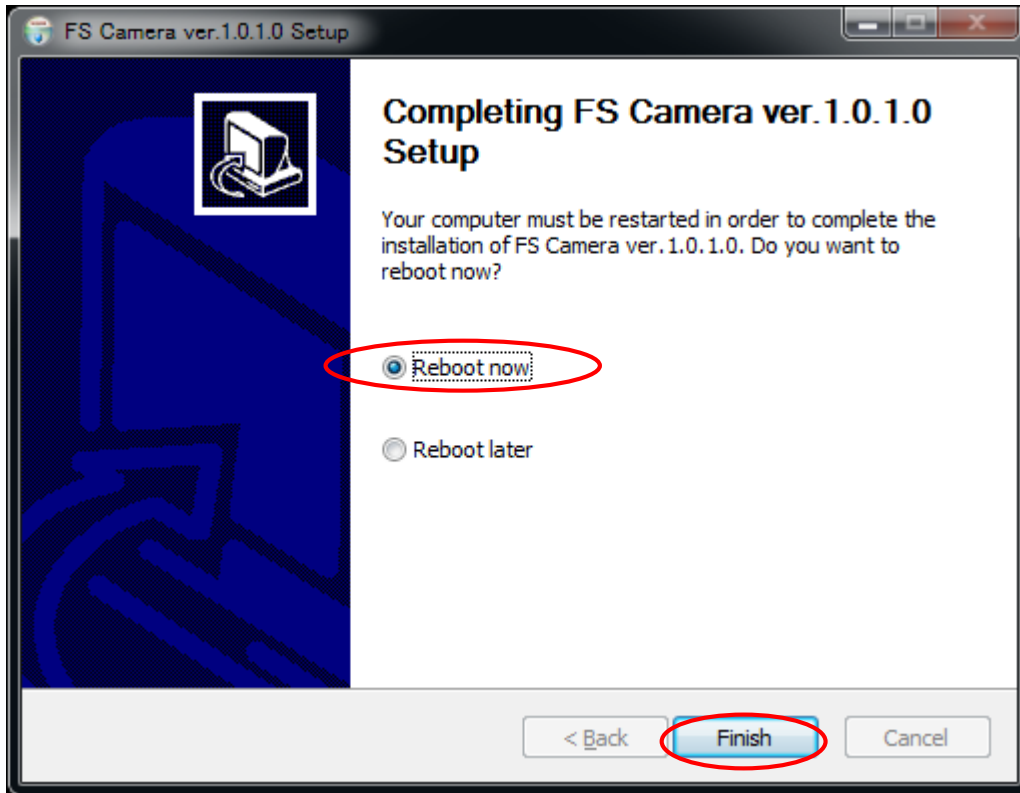 FS Camera ver.1.0.1.0 Setup
Completing FS Camera ver.1.0.1.0
Setup
Your computer must be restarted in order to complete the
installation of FS Camera ver.1.0.1.0. Do you want to
reboot now?
Reboot now
Reboot later
< Back
Finish
Cancel